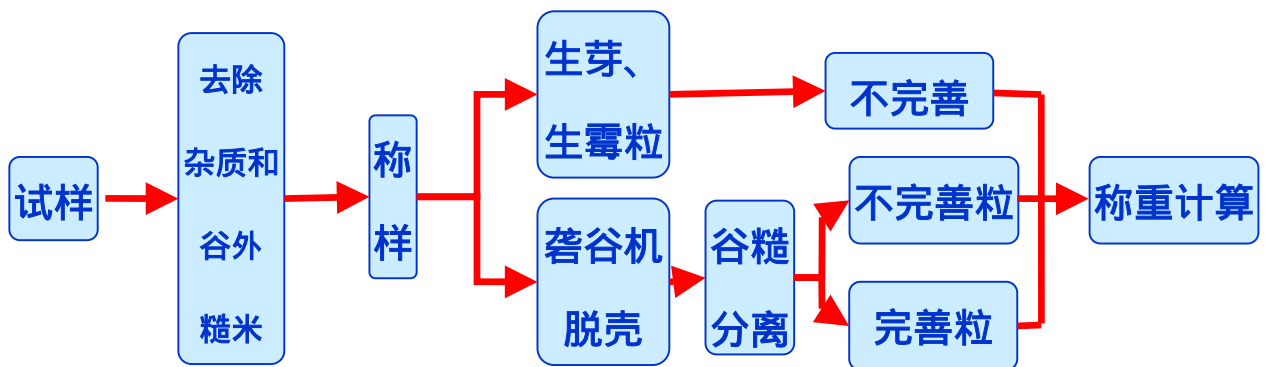 试样
去除
杂质和
谷外
糙米
称
样
生芽、
生霉粒
砻谷机
脱壳
谷糙
分离
不完善
不完善粒
完善粒
称重计算